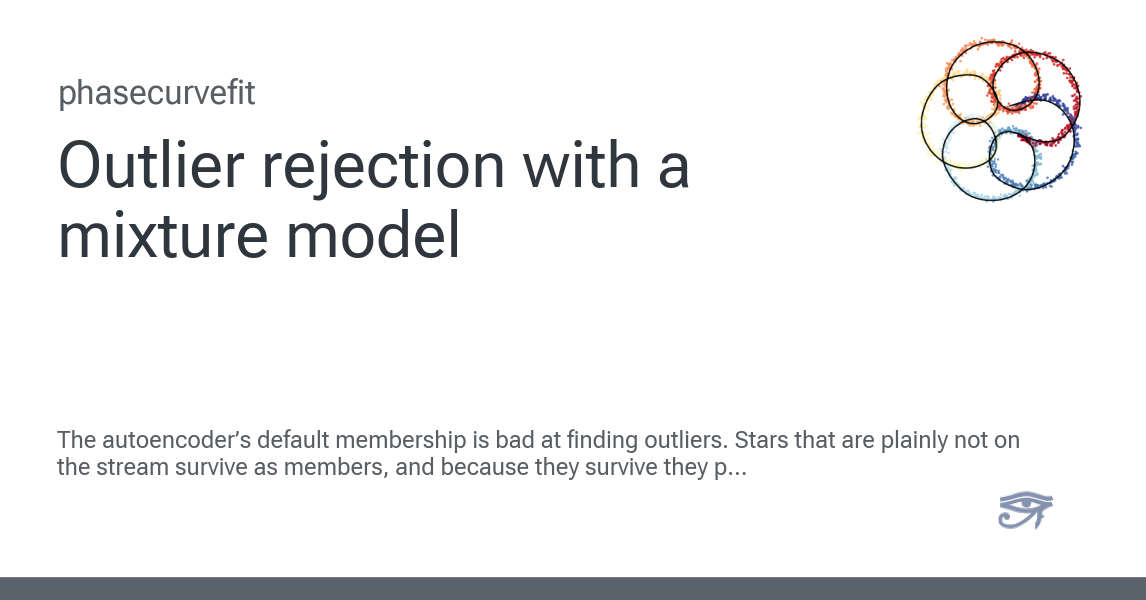 phasecurvefit
Outlier rejection with a
mixture model
The autoencoder’s default membership is bad at finding outliers. Stars that are plainly not on
the stream survive as members, and because they survive they p...